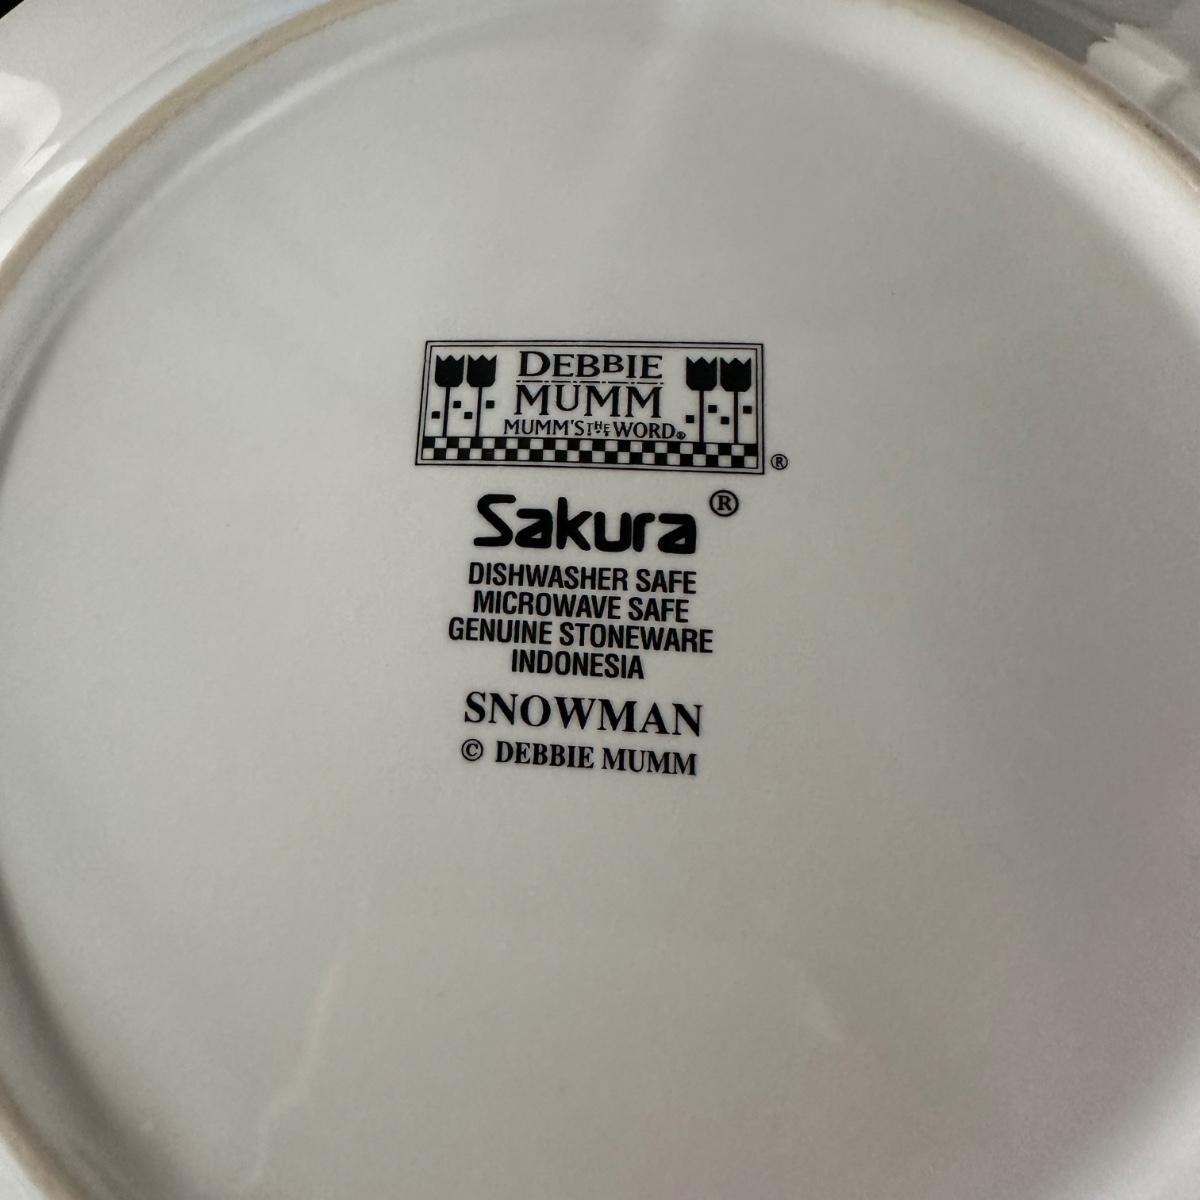 DEBBIE
MUMM
MUMM'S THE WORD®
®
Sakura®
DISHWASHER SAFE
MICROWAVE SAFE
GENUINE STONEWARE
INDONESIA
SNOWMAN
© DEBBIE MUMM